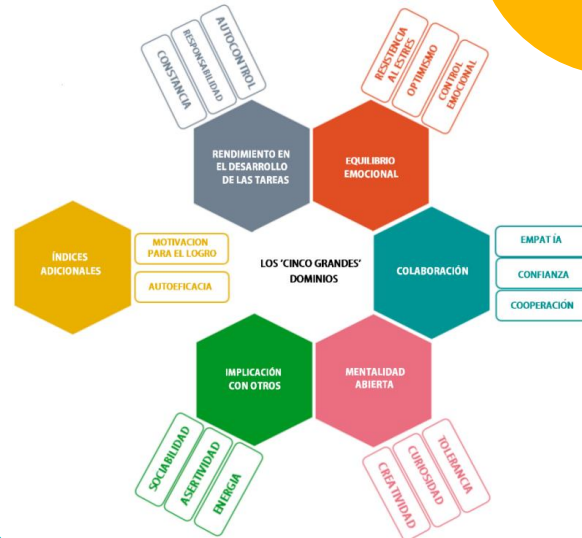 CONSTANCIA
RESPONSABILIDAD
AUTOCONTROL
RENDIMIENTO EN
EL DESARROLLO
DE LAS TAREAS
RESISTENCIA
AL ESTRES
OPTIMISMO
CONTROL
EMOCIONAL
EQUILIBRIO
EMOCIONAL
ÍNDICES
ADICIONALES
MOTIVACION
PARA EL LOGRO
AUTOEFICACIA
LOS 'CINCO GRANDES'
DOMINIOS
COLABORACIÓN
EMPATÍA
CONFIANZA
COOPERACIÓN
IMPLICACIÓN
CON OTROS
SOCIABILIDAD
ASERTIVIDAD
ENERGIA
MENTALIDAD
ABIERTA
CREATIVIDAD
CURIOSIDAD
TOLERANCIA